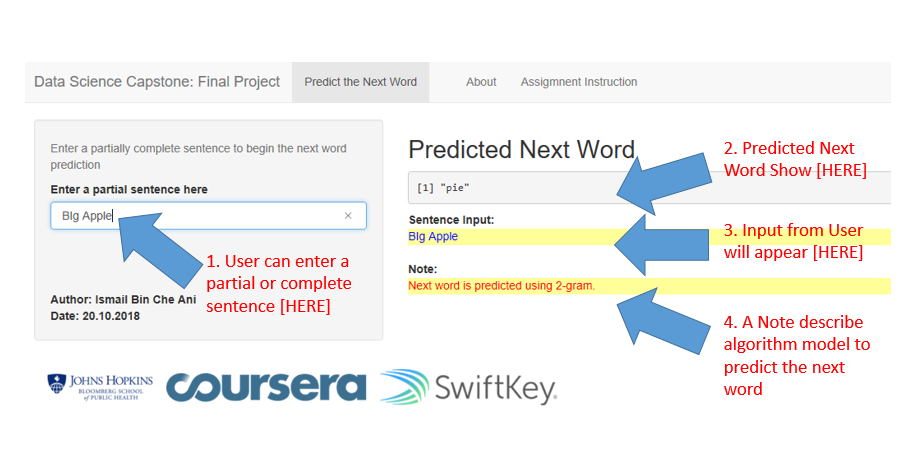 Data Science Capstone: Final Project
Predict the Next Word
About
Assigmnent Instruction
Enter a partially complete sentence to begin the next word
prediction
Enter a partial sentence here
BIg Apple
×
1. User can enter a
partial or complete
sentence [HERE]
Author: Ismail Bin Che Ani
Date: 20.10.2018
Predicted Next Word
[1] "pie"
2. Predicted Next
Word Show [HERE]
Sentence Input:
BIg Apple
3. Input from User
will appear [HERE]
Note:
Next word is predicted using 2-gram.
4. A Note describe
algorithm model to
predict the next
word
JOHNS HOPKINS
BLOOMBERG SCHOOL
of PUBLIC HEALTH
coursera
SwiftKey.